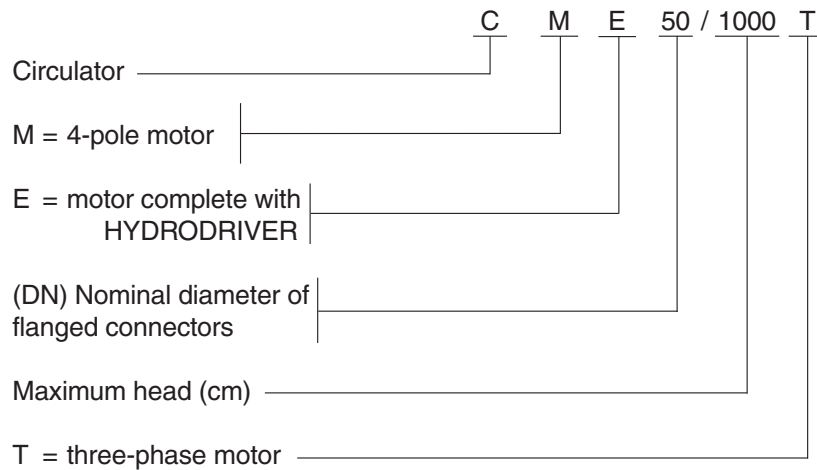 C M E 50 / 1000 T
Circulator
M = 4-pole motor
E = motor complete with
HYDRODRIVER
(DN) Nominal diameter of
flanged connectors
Maximum head (cm)
T = three-phase motor